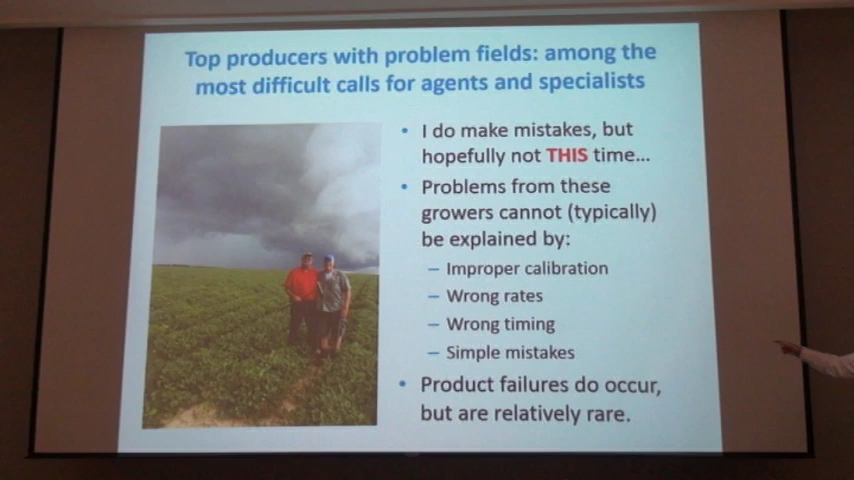 Top producers with problem fields: among the
most difficult calls for agents and specialists
• I do make mistakes, but
hopefully not THIS time...
• Problems from these
growers cannot (typically)
be explained by:
– Improper calibration
– Wrong rates
– Wrong timing
– Simple mistakes
• Product failures do occur,
but are relatively rare.